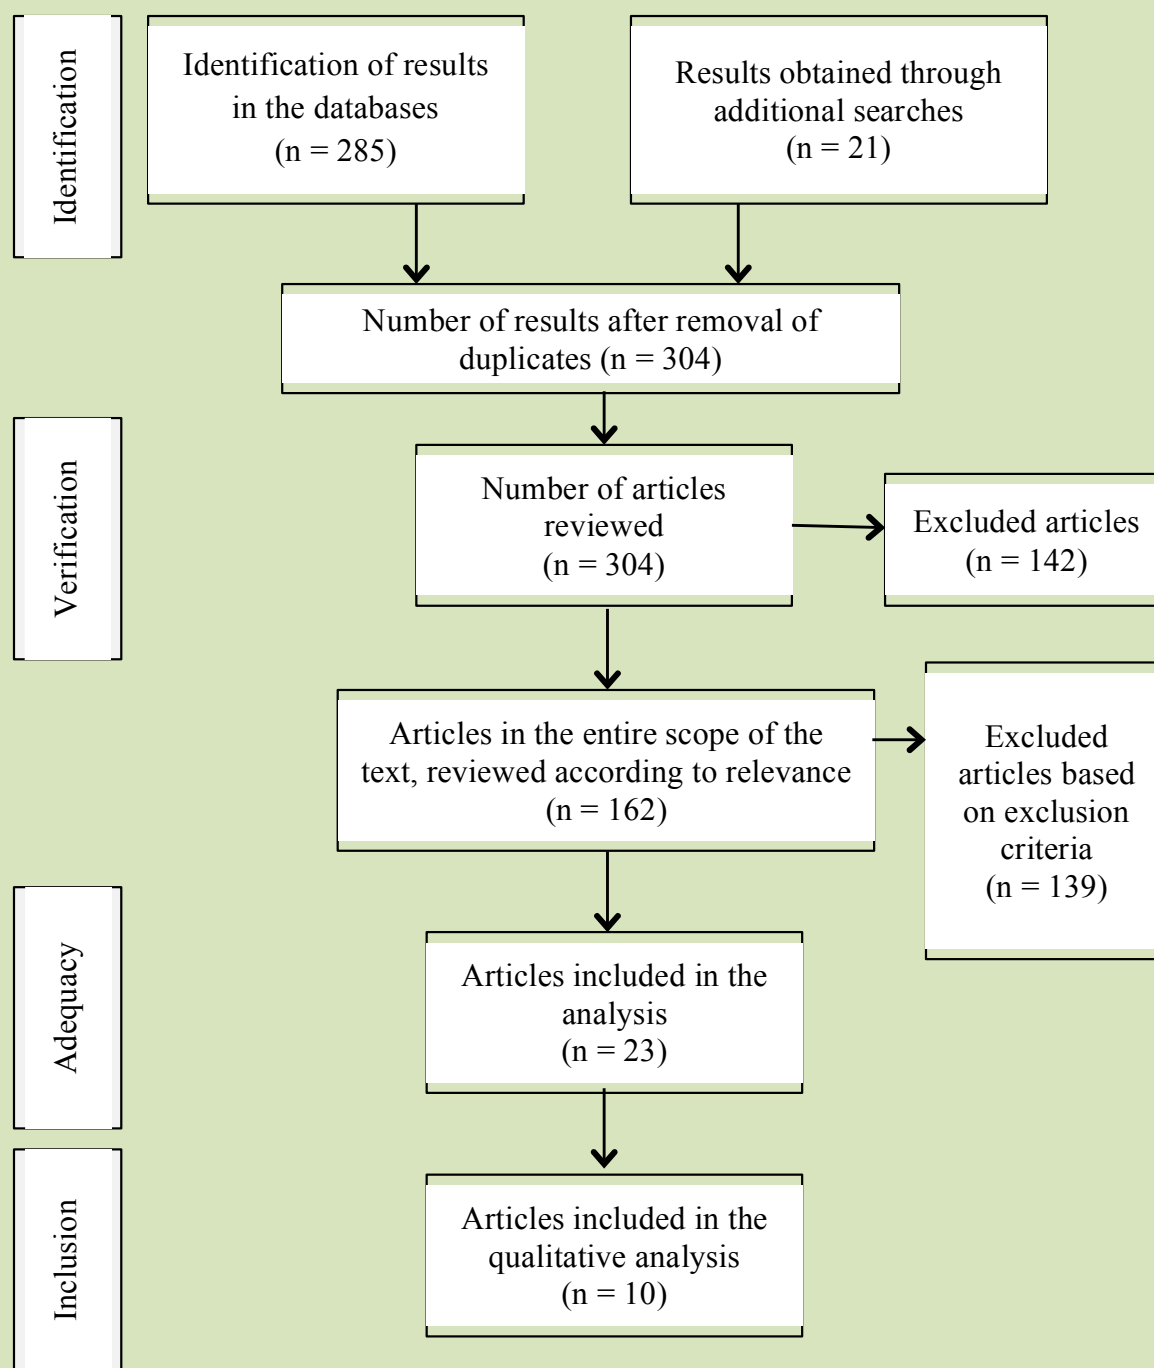 Identification
Identification of results
in the databases
(n = 285)
Results obtained through
additional searches
(n = 21)
Number of results after removal of
duplicates (n = 304)
Verification
Number of articles
reviewed
(n = 304)
Excluded articles
(n = 142)
Articles in the entire scope of the
text, reviewed according to relevance
(n = 162)
Excluded
articles based
on exclusion
criteria
(n = 139)
Adequacy
Articles included in the
analysis
(n = 23)
Inclusion
Articles included in the
qualitative analysis
(n = 10)